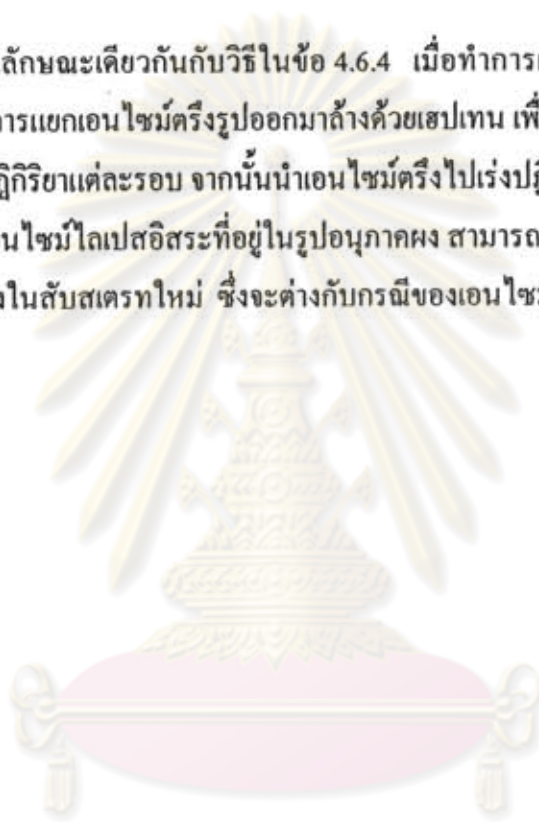 ลักษณะเดียวกันกับวิธีในข้อ 4.6.4 เมื่อทำการ
การแยกเอนไซม์ตรึงรูปออกมาล้างด้วยเฮปเทน เพื่
ฏิกิริยาแต่ละรอบ จากนั้นนำเอนไซม์ตรึงไปเร่งปฏิ
นไซม์ไลเปสอิสระที่อยู่ในรูปอนุภาคผง สามารถ
งในสับสเตรทใหม่ ซึ่งจะต่างกับกรณีของเอนไซ